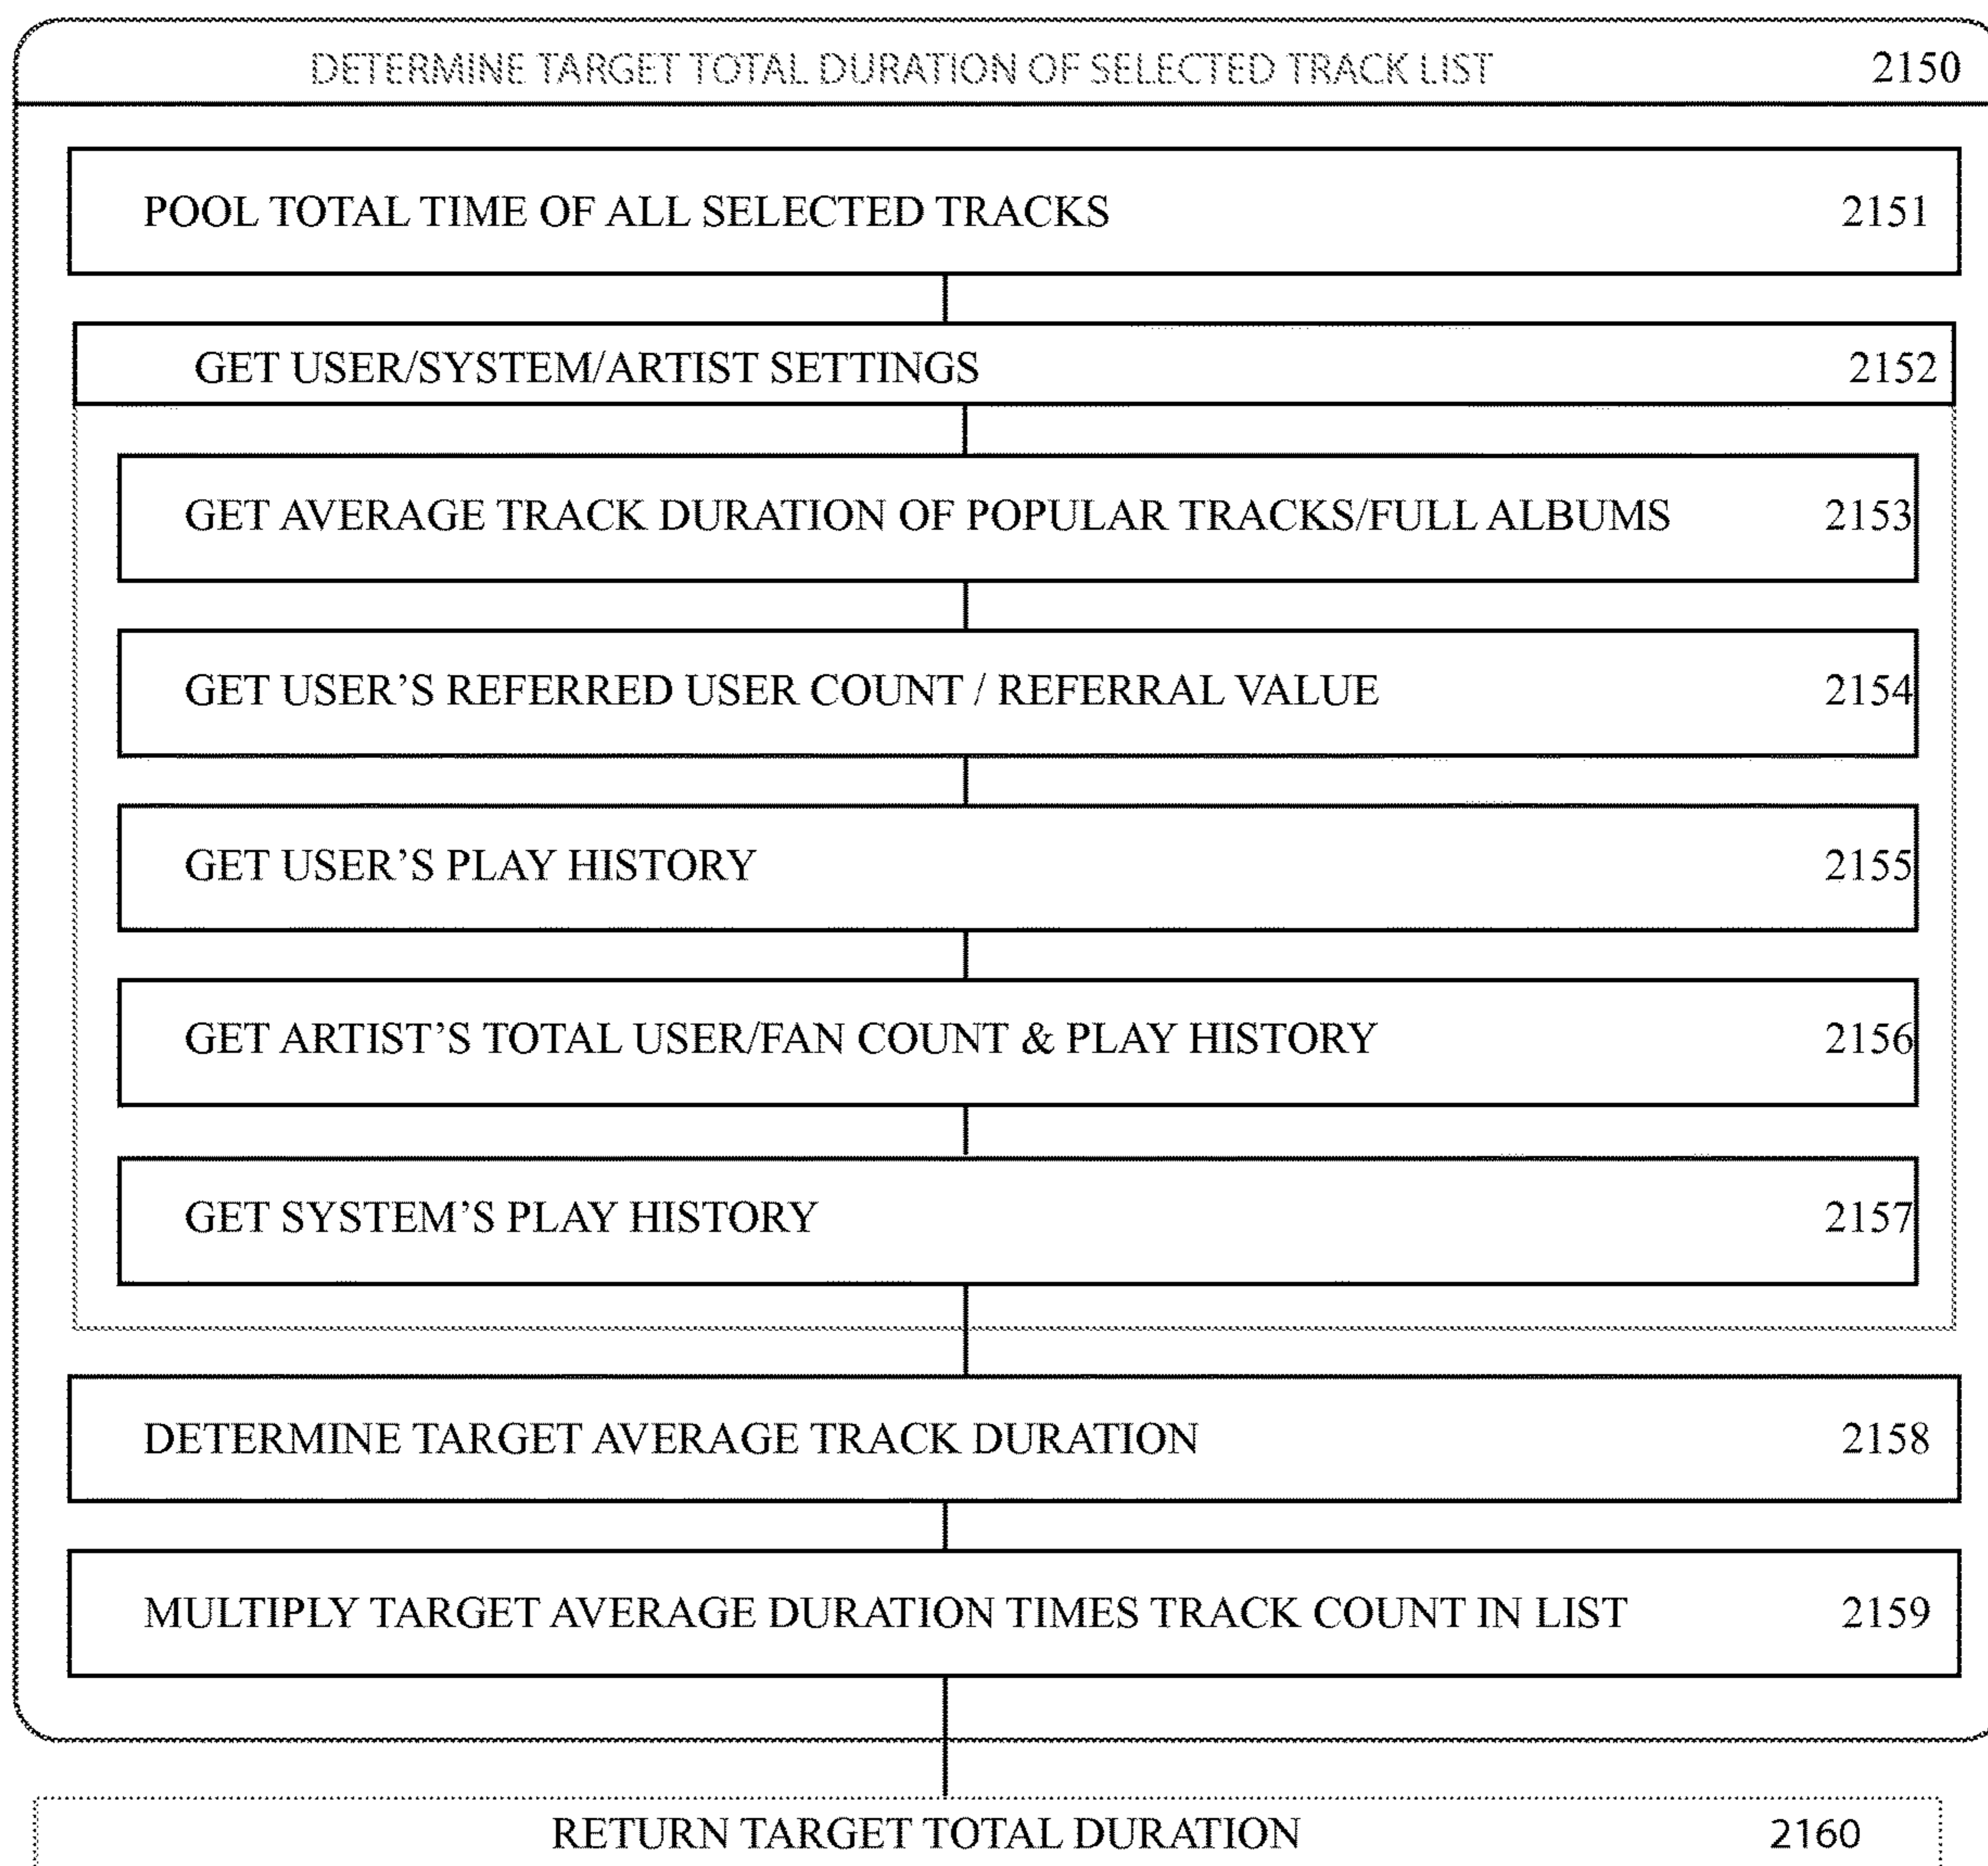 DETERMINE TARGET TOTAL DURATION OF SELECTED TRACK LIST 2150
POOL TOTAL TIME OF ALL SELECTED TRACKS 2151
GET USER/SYSTEM/ARTIST SETTINGS 2152
GET AVERAGE TRACK DURATION OF POPULAR TRACKS/FULL ALBUMS 2153
GET USER’S REFERRED USER COUNT / REFERRAL VALUE 2154
GET USER’S PLAY HISTORY 2155
GET ARTIST’S TOTAL USER/FAN COUNT & PLAY HISTORY 2156
GET SYSTEM’S PLAY HISTORY 2157
DETERMINE TARGET AVERAGE TRACK DURATION 2158
MULTIPLY TARGET AVERAGE DURATION TIMES TRACK COUNT IN LIST 2159
RETURN TARGET TOTAL DURATION 2160